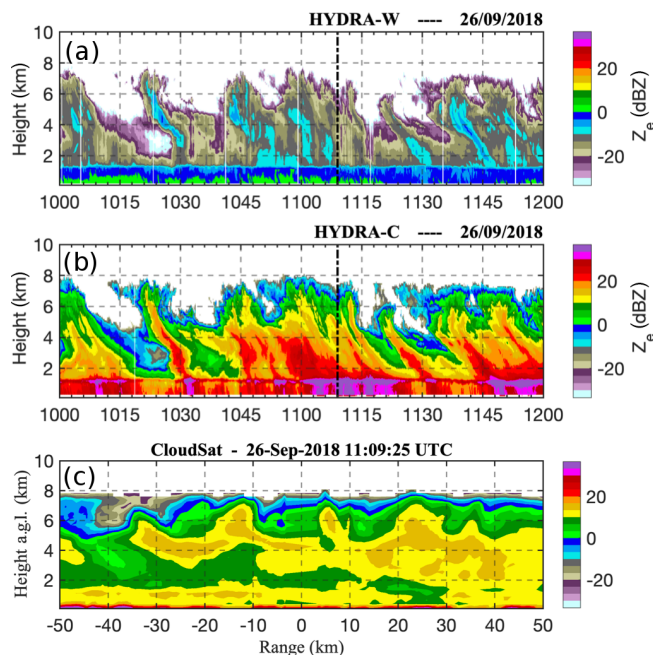 HYDRA-W ---- 26/09/2018
(a)
10
8
6
4
2
Height (km)
1000 1015 1030 1045 1100 1115 1130 1145 1200
20
0
-20
Ze (dBZ)
HYDRA-C ---- 26/09/2018
(b)
10
8
6
4
2
Height (km)
1000 1015 1030 1045 1100 1115 1130 1145 1200
20
0
-20
Ze (dBZ)
CloudSat - 26-Sep-2018 11:09:25 UTC
(c)
10
8
6
4
2
Height a.g.l. (km)
-50 -40 -30 -20 -10 0 10 20 30 40 50
Range (km)
20
0
-20
Ze (dBZ)